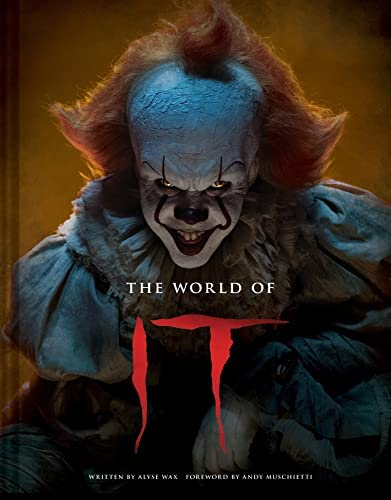 THE WORLD OF
IT
WRITTEN BY ALYSE WAX FOREWORD BY ANDY MUSCHIETTI